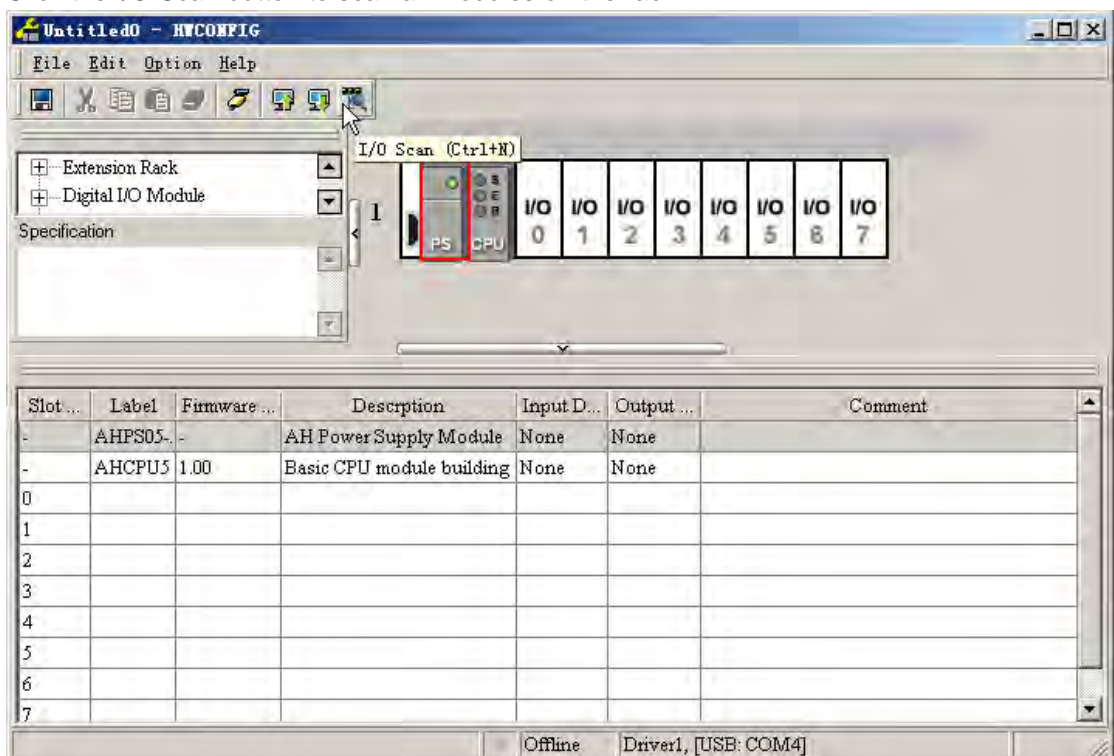 Untitled0 - HWCONFIG
File Edit Option Help
I/O Scan (Ctrl+N)
Extension Rack
Digital I/O Module
Specification
1
PS CPU I/O 0 I/O 1 I/O 2 I/O 3 I/O 4 I/O 5 I/O 6 I/O 7
Slot ... Label Firmware ... Descrption Input D... Output ... Comment
- AHPS05-. - AH Power Supply Module None None
- AHCPU5 1.00 Basic CPU module building None None
0
1
2
3
4
5
6
7
Offline Driver1, [USB: COM4]